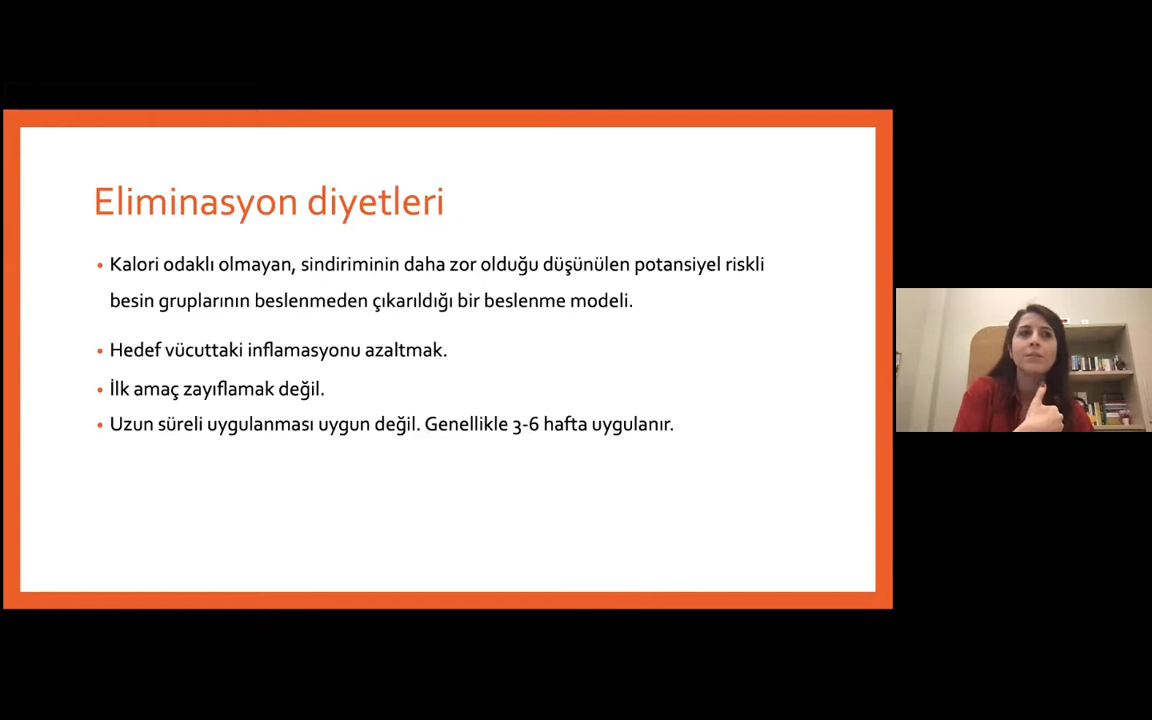 Eliminasyon diyetleri
• Kalori odaklı olmayan, sindiriminin daha zor olduğu düşünülen potansiyel riskli
besin gruplarının beslenmeden çıkarıldığı bir beslenme modeli.
• Hedef vücuttaki inflamasyonu azaltmak.
• İlk amaç zayıflamak değil.
• Uzun süreli uygulanması uygun değil. Genellikle 3-6 hafta uygulanır.